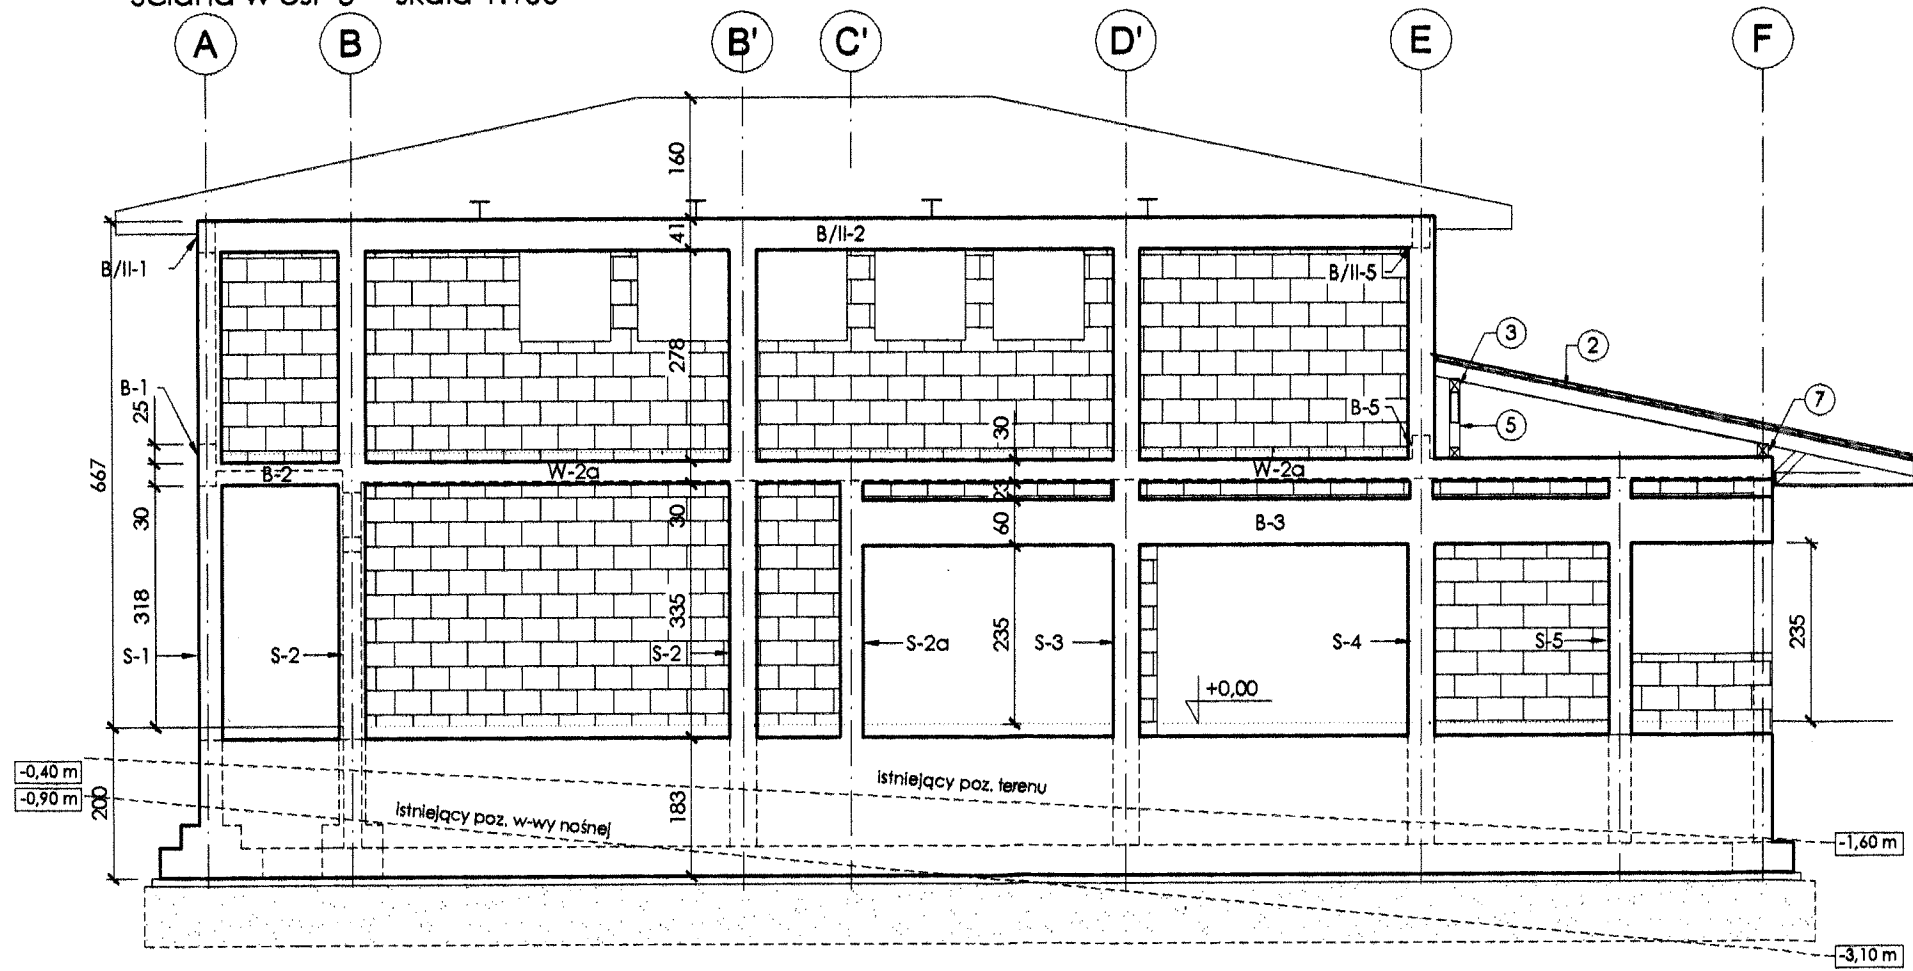 A B B' C' D' E F
160
41
B/II-2
B/II-1
B/II-5
3
2
278
B-1
25
B-5
7
5
30
667
B-2
W-2a
W-2a
23
30
30
60
B-3
318
335
235
235
S-1
S-2
S-2
S-2a
S-3
S-4
S-5
+0,00
-0,40 m
istniejący poz. terenu
-0,90 m
200
istniejący poz. w-wy nośnej
183
-1,60 m
-3,10 m